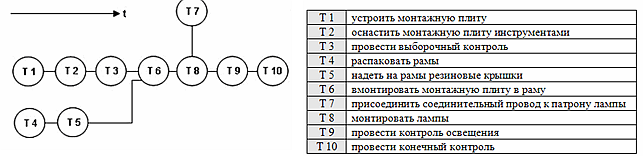 t
T 7
T 1 T 2 T 3 T 6 T 8 T 9 T 10
T 4 T 5
T 1 устроить монтажную плиту
T 2 оснастить монтажную плиту инструментами
T 3 провести выборочный контроль
T 4 распаковать рамы
T 5 надеть на рамы резиновые крышки
T 6 вмонтировать монтажную плиту в раму
T 7 присоединить соединительный провод к патрону лампы
T 8 монтировать лампы
T 9 провести контроль освещения
T 10 провести конечный контроль